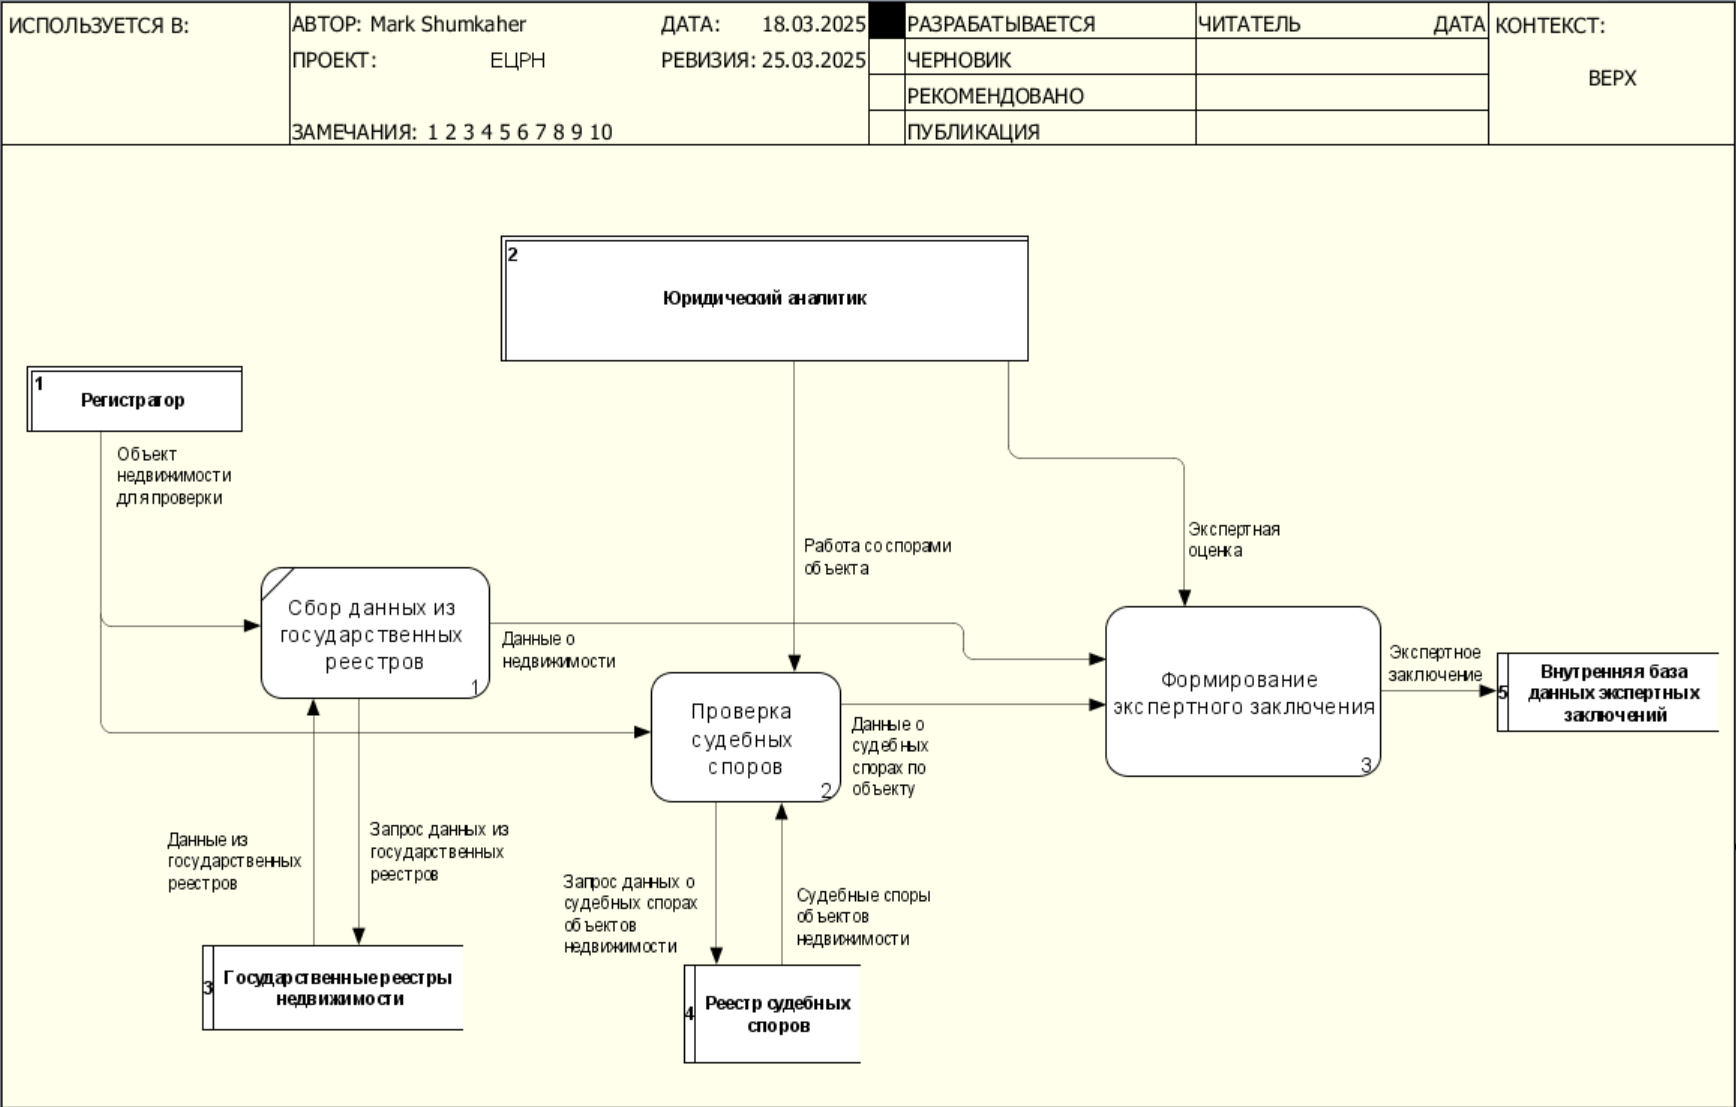 ИСПОЛЬЗУЕТСЯ В:
АВТОР: Mark Shumkaher
ДАТА: 18.03.2025
ПРОЕКТ: ЕЦРН
РЕВИЗИЯ: 25.03.2025
ЗАМЕЧАНИЯ: 1 2 3 4 5 6 7 8 9 10
РАЗРАБАТЫВАЕТСЯ
ЧЕРНОВИК
РЕКОМЕНДОВАНО
ПУБЛИКАЦИЯ
ЧИТАТЕЛЬ
ДАТА
КОНТЕКСТ:
ВЕРХ
2
Юридический аналитик
1
Регистратор
Объект
недвижимости
для проверки
Экспертная
оценка
Работа со спорами
объекта
Сбор данных из
государственных
реестров
1
Данные о
недвижимости
Проверка
судебных
споров
2
Данные о
судебных
спорах по
объекту
Формирование
экспертного заключения
3
Экспертное
заключение
5
Внутренняя база
данных экспертных
заключений
Данные из
государственных
реестров
Запрос данных из
государственных
реестров
Запрос данных о
судебных спорах
объектов
недвижимости
Судебные споры
объектов
недвижимости
3
Государственные реестры
недвижимости
4
Реестр судебных
споров